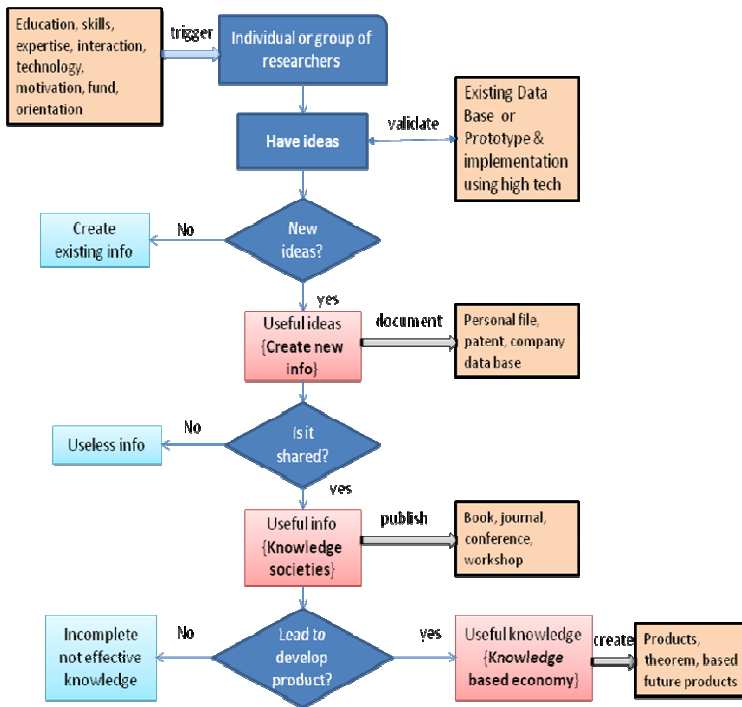 Education, skills,
expertise, interaction,
technology,
motivation, fund,
orientation
trigger
Individual or group of
researchers
Have ideas
validate
Existing Data
Base or
Prototype &
implementation
using high tech
New
ideas?
No
Create
existing info
yes
Useful ideas
{Create new
info}
document
Personal file,
patent, company
data base
Is it
shared?
No
Useless info
yes
Useful info
{Knowledge
societies}
publish
Book, journal,
conference,
workshop
Lead to
develop
product?
No
Incomplete
not effective
knowledge
yes
Useful knowledge
{Knowledge
based economy}
create
Products,
theorem, based
future products